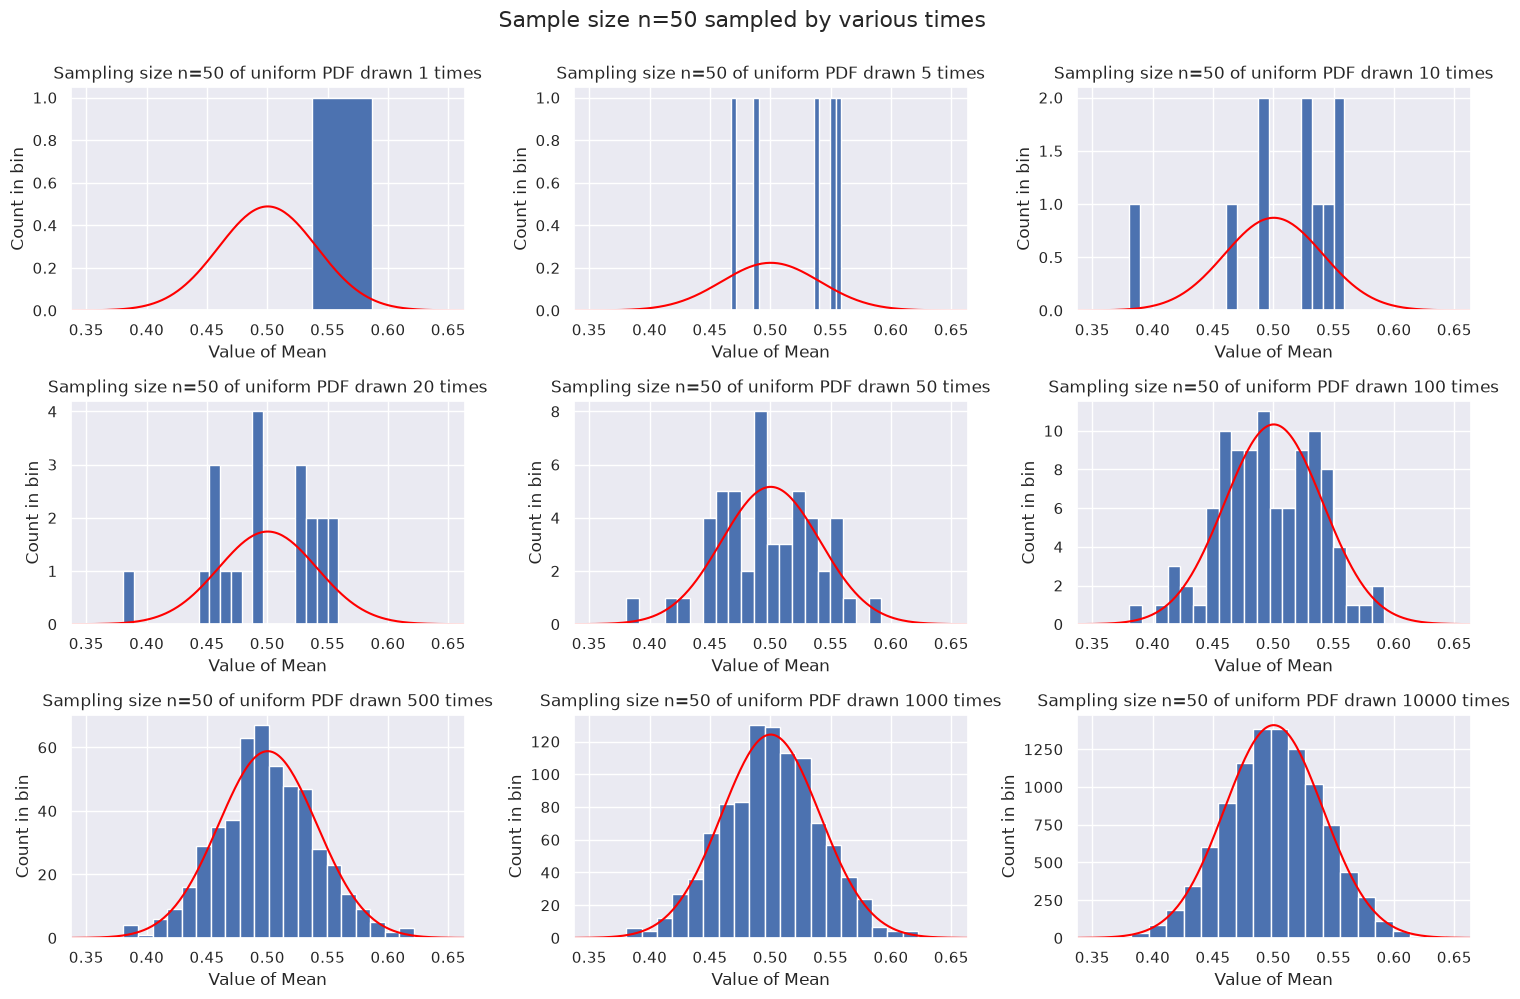 Sample size n=50 sampled by various times
Sampling size n=50 of uniform PDF drawn 1 times
1.0
0.8
0.6
0.4
0.2
0.0
Count in bin
0.35 0.40 0.45 0.50 0.55 0.60 0.65
Value of Mean
Sampling size n=50 of uniform PDF drawn 5 times
1.0
0.8
0.6
0.4
0.2
0.0
Count in bin
0.35 0.40 0.45 0.50 0.55 0.60 0.65
Value of Mean
Sampling size n=50 of uniform PDF drawn 10 times
2.0
1.5
1.0
0.5
0.0
Count in bin
0.35 0.40 0.45 0.50 0.55 0.60 0.65
Value of Mean
Sampling size n=50 of uniform PDF drawn 20 times
4
3
2
1
0
Count in bin
0.35 0.40 0.45 0.50 0.55 0.60 0.65
Value of Mean
Sampling size n=50 of uniform PDF drawn 50 times
8
6
4
2
0
Count in bin
0.35 0.40 0.45 0.50 0.55 0.60 0.65
Value of Mean
Sampling size n=50 of uniform PDF drawn 100 times
10
8
6
4
2
0
Count in bin
0.35 0.40 0.45 0.50 0.55 0.60 0.65
Value of Mean
Sampling size n=50 of uniform PDF drawn 500 times
60
40
20
0
Count in bin
0.35 0.40 0.45 0.50 0.55 0.60 0.65
Value of Mean
Sampling size n=50 of uniform PDF drawn 1000 times
120
100
80
60
40
20
0
Count in bin
0.35 0.40 0.45 0.50 0.55 0.60 0.65
Value of Mean
Sampling size n=50 of uniform PDF drawn 10000 times
1250
1000
750
500
250
0
Count in bin
0.35 0.40 0.45 0.50 0.55 0.60 0.65
Value of Mean